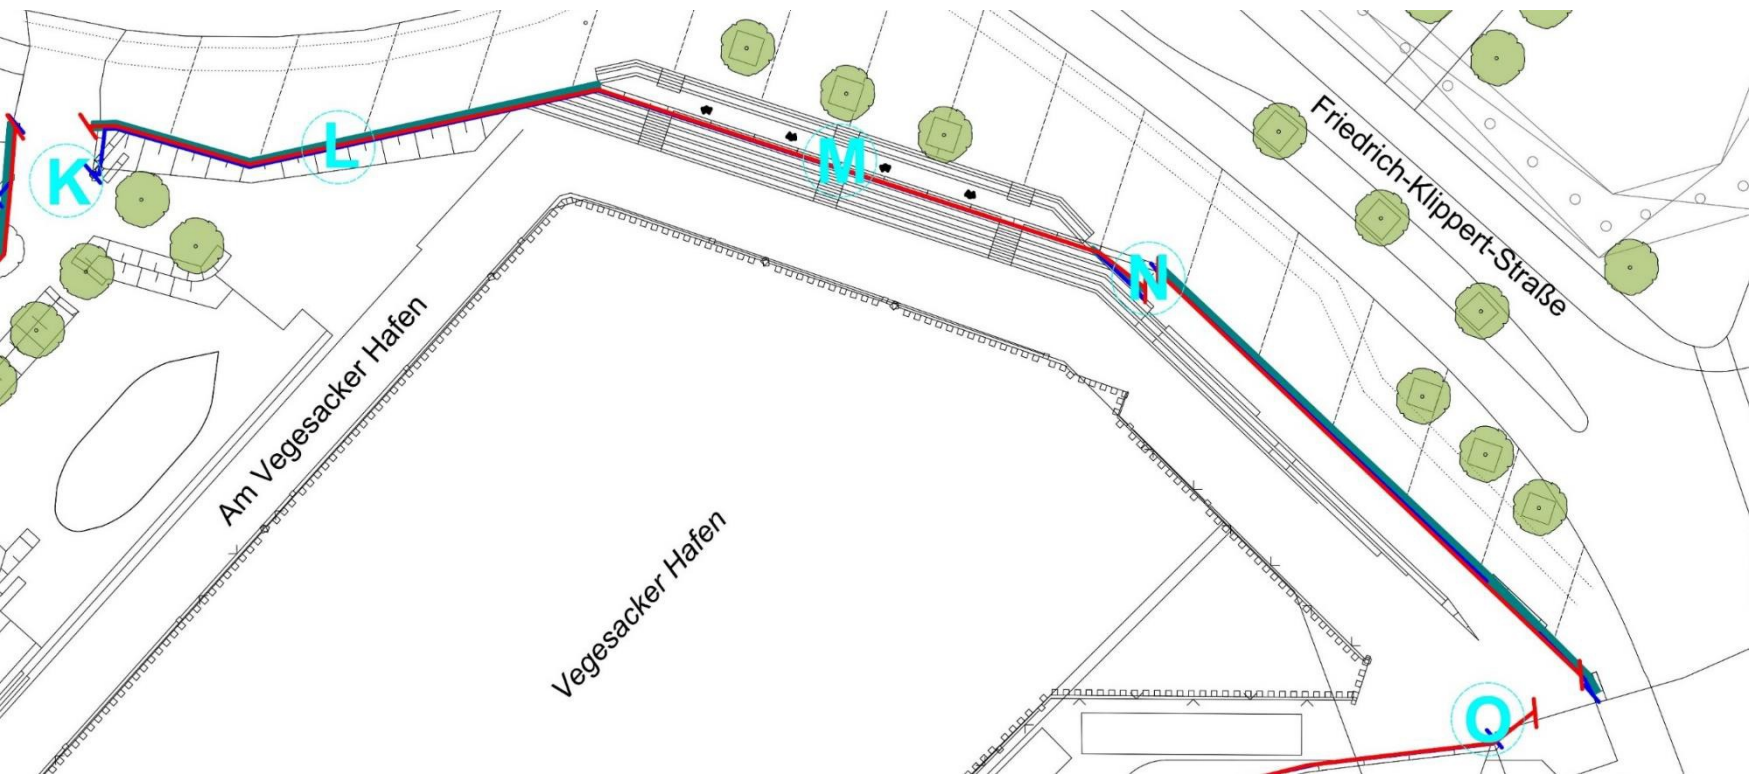 K
L
M
N
O
Friedrich-Klippert-Straße
Am Vegesacker Hafen
Vegesacker Hafen